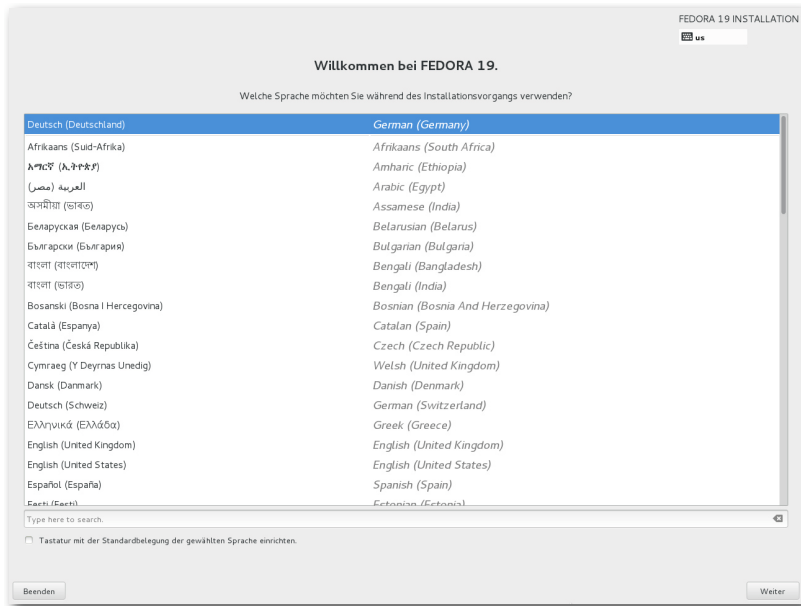 FEDORA 19 INSTALLATION
us
Willkommen bei FEDORA 19.
Welche Sprache möchten Sie während des Installationsvorgangs verwenden?
Deutsch (Deutschland) German (Germany)
Afrikaans (Suid-Afrika) Afrikaans (South Africa)
አማርኛ (ኢትዮጵያ) Amharic (Ethiopia)
العربية (مصر) Arabic (Egypt)
অসমীয়া (ভাৰত) Assamese (India)
Беларуская (Беларусь) Belarusian (Belarus)
Български (България) Bulgarian (Bulgaria)
বাংলা (বাংলাদেশ) Bengali (Bangladesh)
বাংলা (ভারত) Bengali (India)
Bosanski (Bosna I Hercegovina) Bosnian (Bosnia And Herzegovina)
Català (Espanya) Catalan (Spain)
Čeština (Česká Republika) Czech (Czech Republic)
Cymraeg (Y Deyrnas Unedig) Welsh (United Kingdom)
Dansk (Danmark) Danish (Denmark)
Deutsch (Schweiz) German (Switzerland)
Ελληνικά (Ελλάδα) Greek (Greece)
English (United Kingdom) English (United Kingdom)
English (United States) English (United States)
Español (España) Spanish (Spain)
Eesti (Eesti) Estonian (Estonia)
Type here to search.
Tastatur mit der Standardbelegung der gewählten Sprache einrichten.
Beenden Weiter